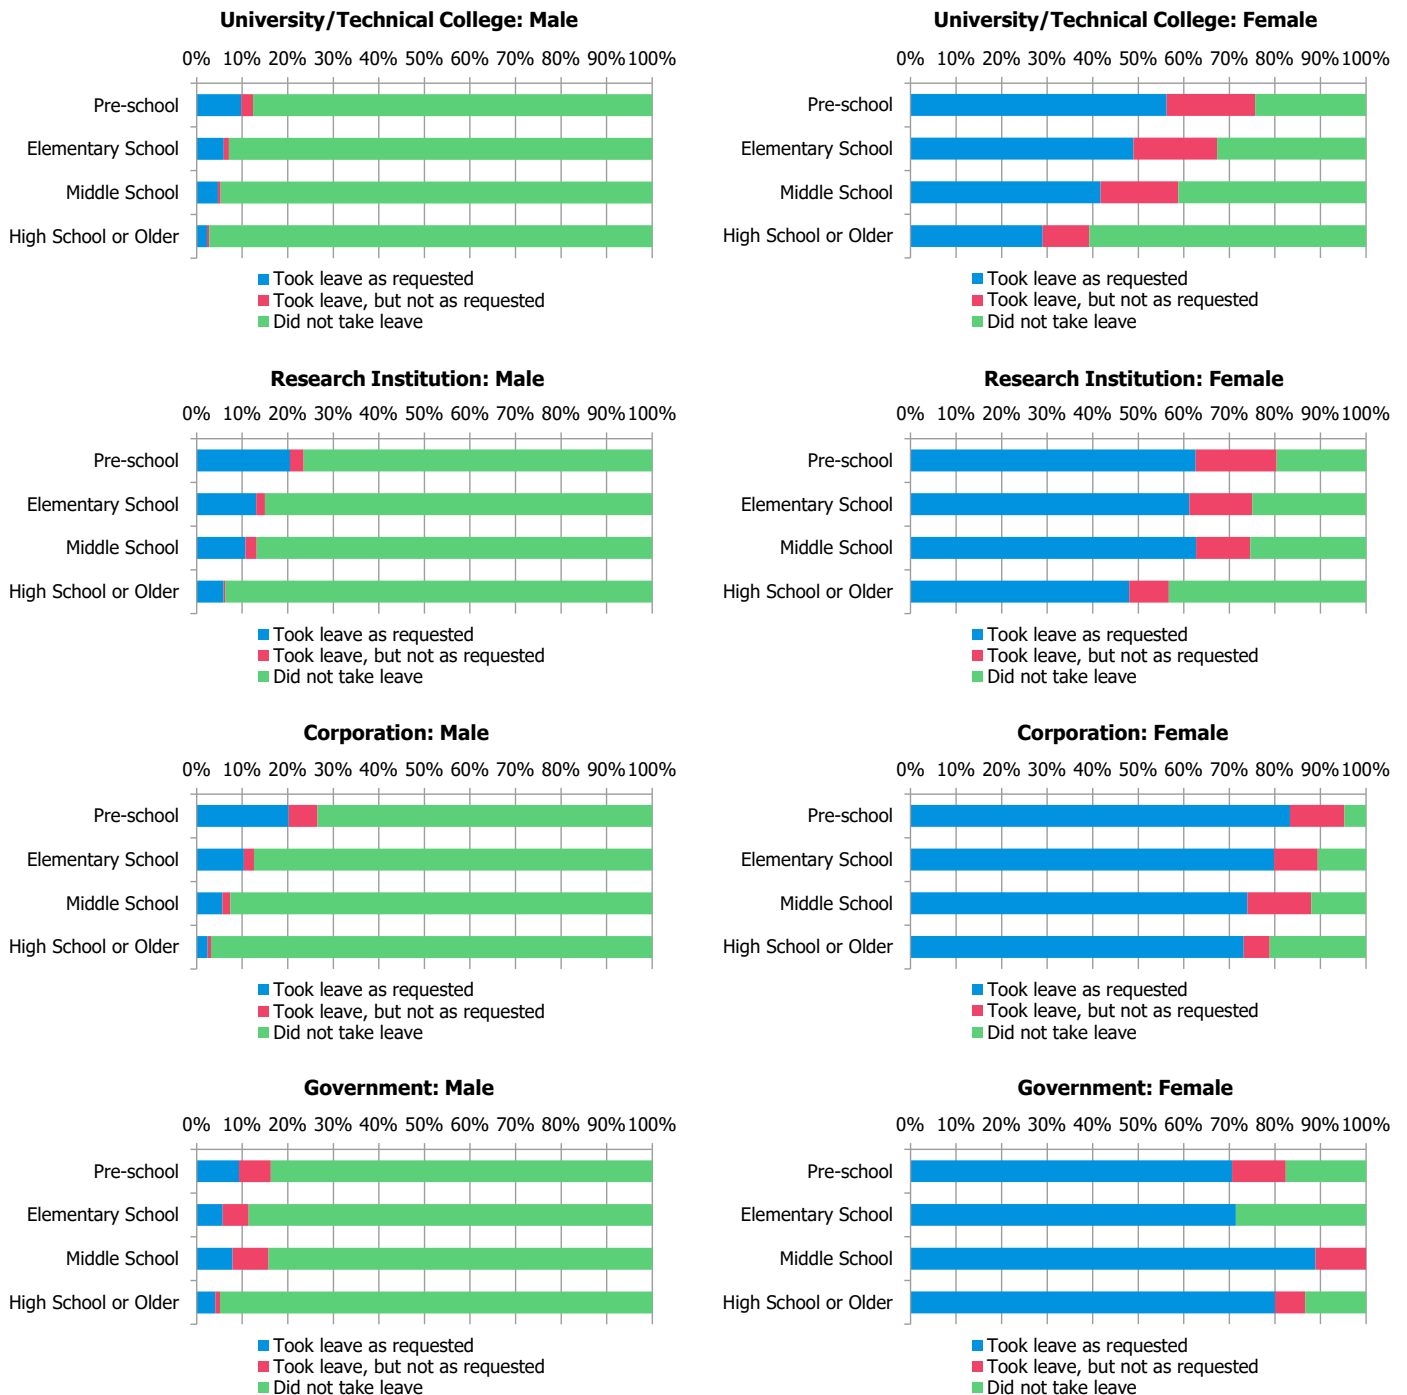 University/Technical College: Male
0% 10% 20% 30% 40% 50% 60% 70% 80% 90% 100%
Pre-school
Elementary School
Middle School
High School or Older
Took leave as requested
Took leave, but not as requested
Did not take leave
University/Technical College: Female
0% 10% 20% 30% 40% 50% 60% 70% 80% 90% 100%
Pre-school
Elementary School
Middle School
High School or Older
Took leave as requested
Took leave, but not as requested
Did not take leave
Research Institution: Male
0% 10% 20% 30% 40% 50% 60% 70% 80% 90% 100%
Pre-school
Elementary School
Middle School
High School or Older
Took leave as requested
Took leave, but not as requested
Did not take leave
Research Institution: Female
0% 10% 20% 30% 40% 50% 60% 70% 80% 90% 100%
Pre-school
Elementary School
Middle School
High School or Older
Took leave as requested
Took leave, but not as requested
Did not take leave
Corporation: Male
0% 10% 20% 30% 40% 50% 60% 70% 80% 90% 100%
Pre-school
Elementary School
Middle School
High School or Older
Took leave as requested
Took leave, but not as requested
Did not take leave
Corporation: Female
0% 10% 20% 30% 40% 50% 60% 70% 80% 90% 100%
Pre-school
Elementary School
Middle School
High School or Older
Took leave as requested
Took leave, but not as requested
Did not take leave
Government: Male
0% 10% 20% 30% 40% 50% 60% 70% 80% 90% 100%
Pre-school
Elementary School
Middle School
High School or Older
Took leave as requested
Took leave, but not as requested
Did not take leave
Government: Female
0% 10% 20% 30% 40% 50% 60% 70% 80% 90% 100%
Pre-school
Elementary School
Middle School
High School or Older
Took leave as requested
Took leave, but not as requested
Did not take leave